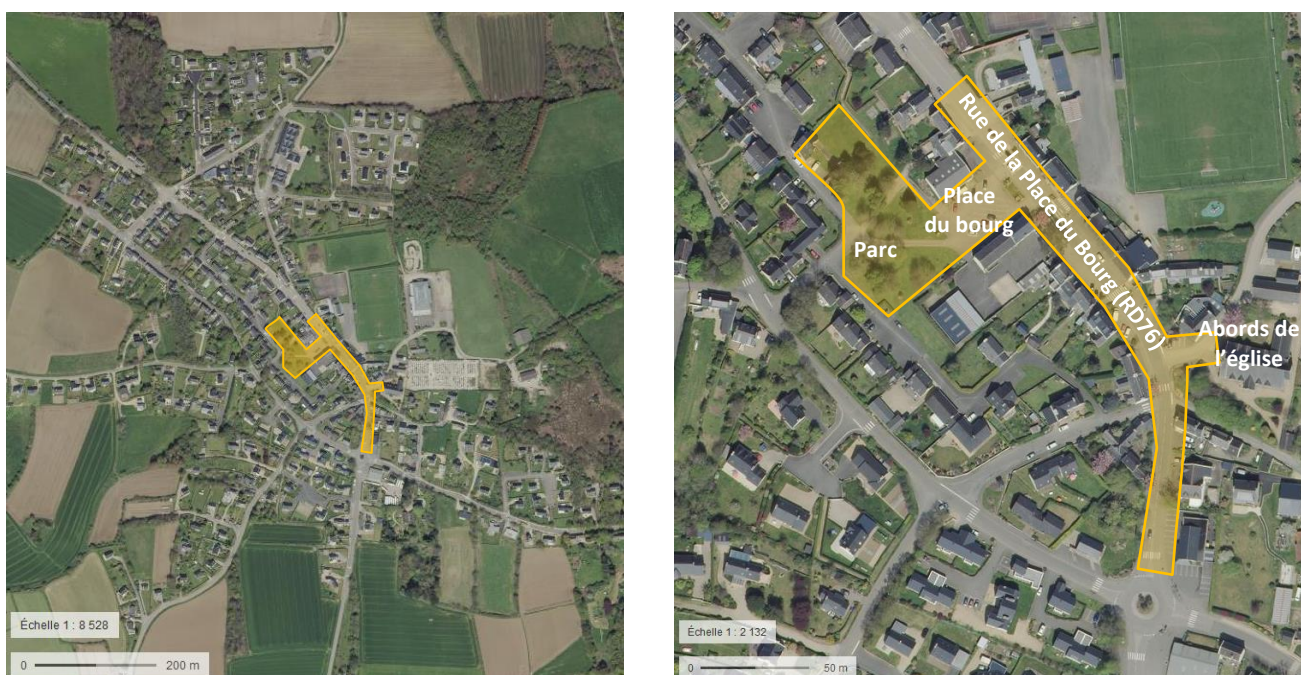 Échelle 1 : 8 528
0 200 m
Rue de la Place du Bourg (RD76)
Place
du bourg
Parc
Abords de
l'église
Échelle 1 : 2 132
0 50 m